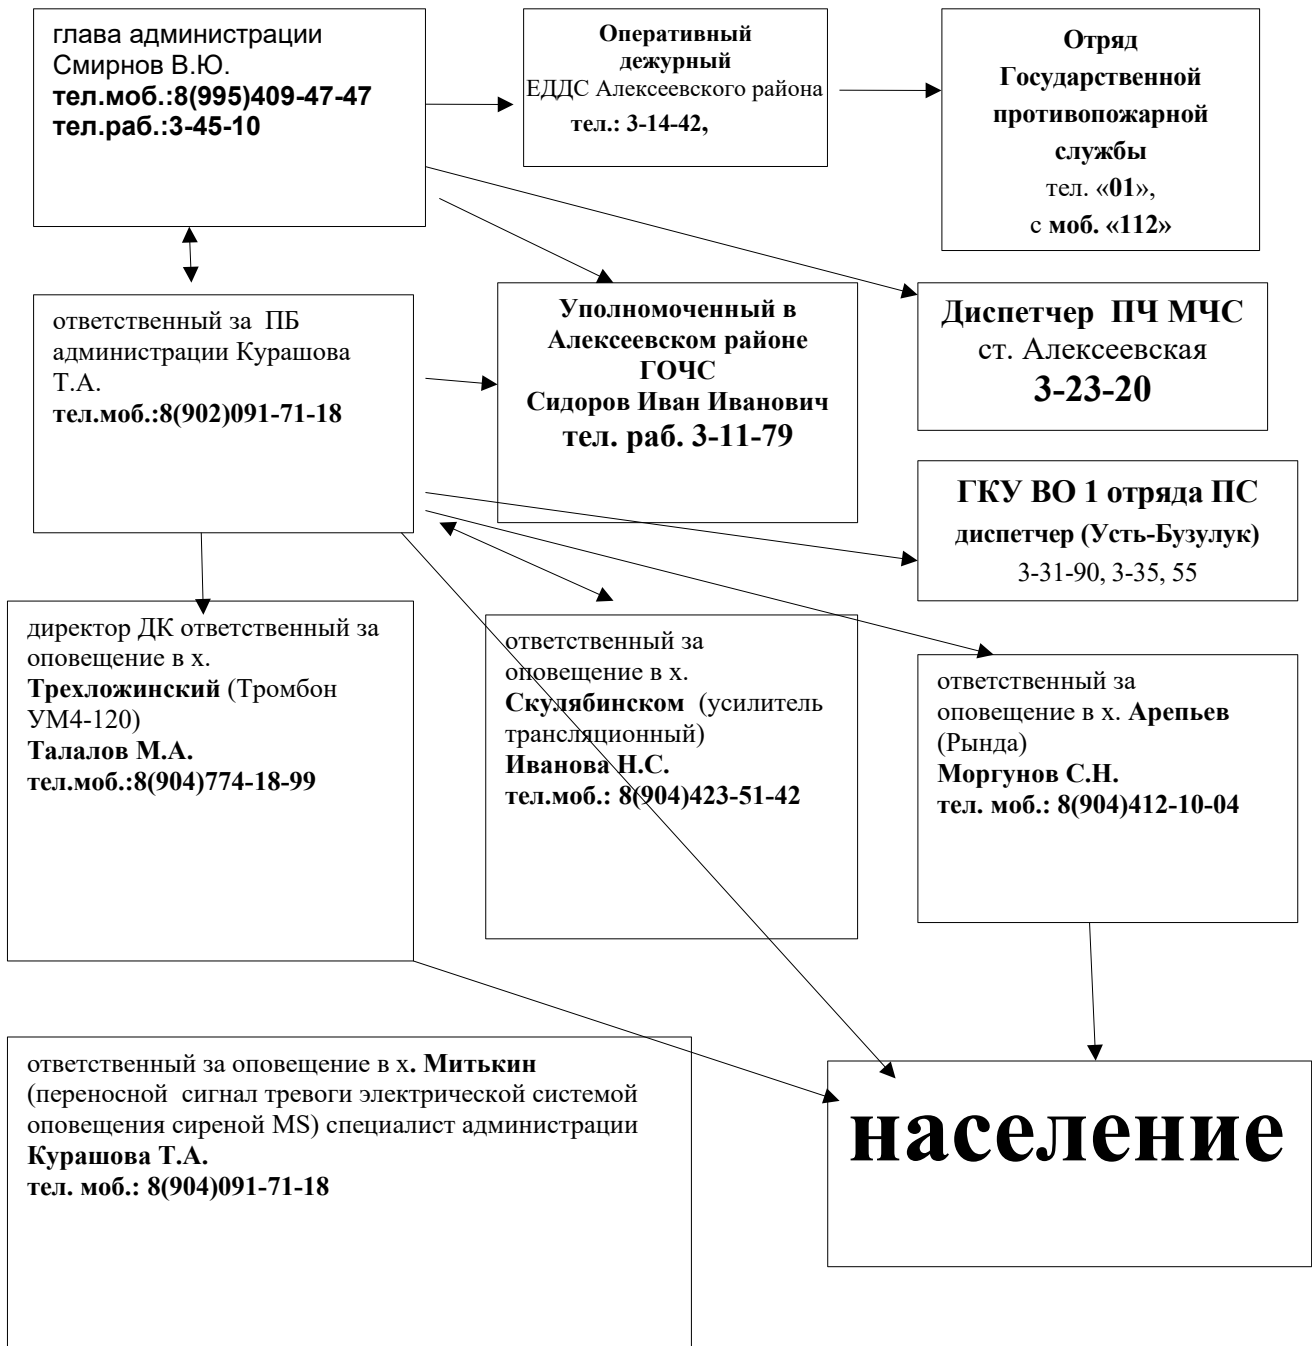 глава администрации
Смирнов В.Ю.
тел.моб.:8(995)409-47-47
тел.раб.:3-45-10
Оперативный
дежурный
ЕДДС Алексеевского района
тел.: 3-14-42,
Отряд
Государственной
противопожарной
службы
тел. «01»,
с моб. «112»
ответственный за ПБ
администрации Курашова
Т.А.
тел.моб.:8(902)091-71-18
Уполномоченный в
Алексеевском районе
ГОЧС
Сидоров Иван Иванович
тел. раб. 3-11-79
Диспетчер ПЧ МЧС
ст. Алексеевская
3-23-20
ГКУ ВО 1 отряда ПС
диспетчер (Усть-Бузулук)
3-31-90, 3-35, 55
директор ДК ответственный за
оповещение в х.
Трехложинский (Тромбон
УМ4-120)
Талалов М.А.
тел.моб.:8(904)774-18-99
ответственный за
оповещение в х.
Скулябинском (усилитель
трансляционный)
Иванова Н.С.
тел.моб.: 8(904)423-51-42
ответственный за
оповещение в х. Арепьев
(Рында)
Моргунов С.Н.
тел. моб.: 8(904)412-10-04
ответственный за оповещение в х. Митькин
(переносной сигнал тревоги электрической системой
оповещения сиреной MS) специалист администрации
Курашова Т.А.
тел. моб.: 8(904)091-71-18
население